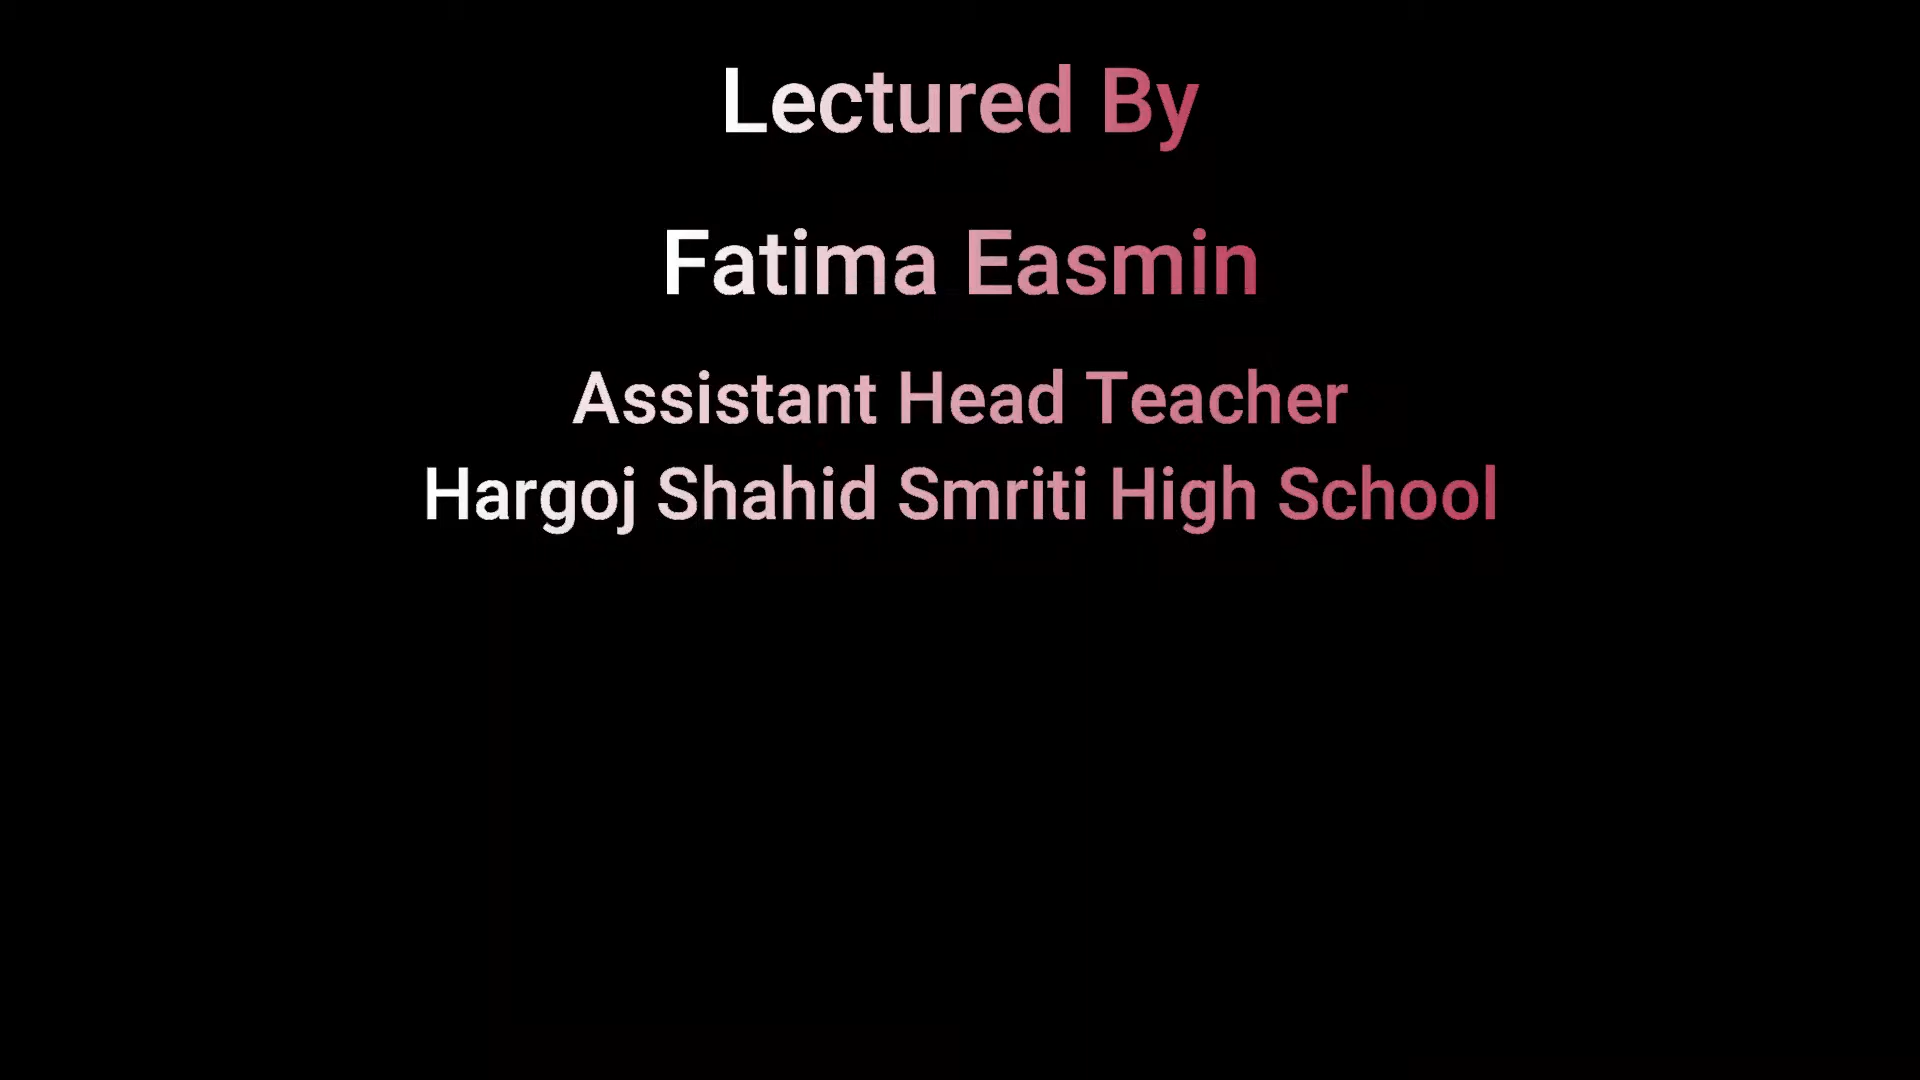 Lectured By
Fatima Easmin
Assistant Head Teacher
Hargoj Shahid Smriti High School